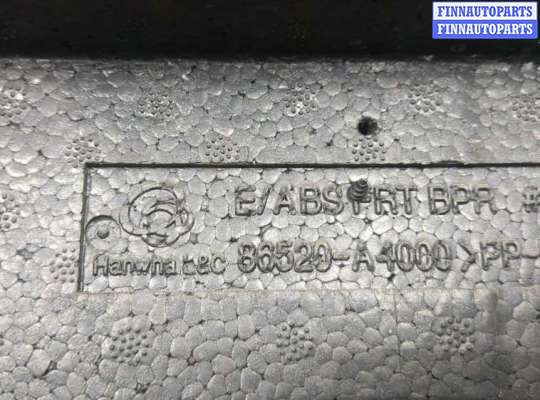 FINNAUTOPARTS
FINNAUTOPARTS
E/ABS FRT BPR #
Hanwha L&C 86520-A4000 >PP-